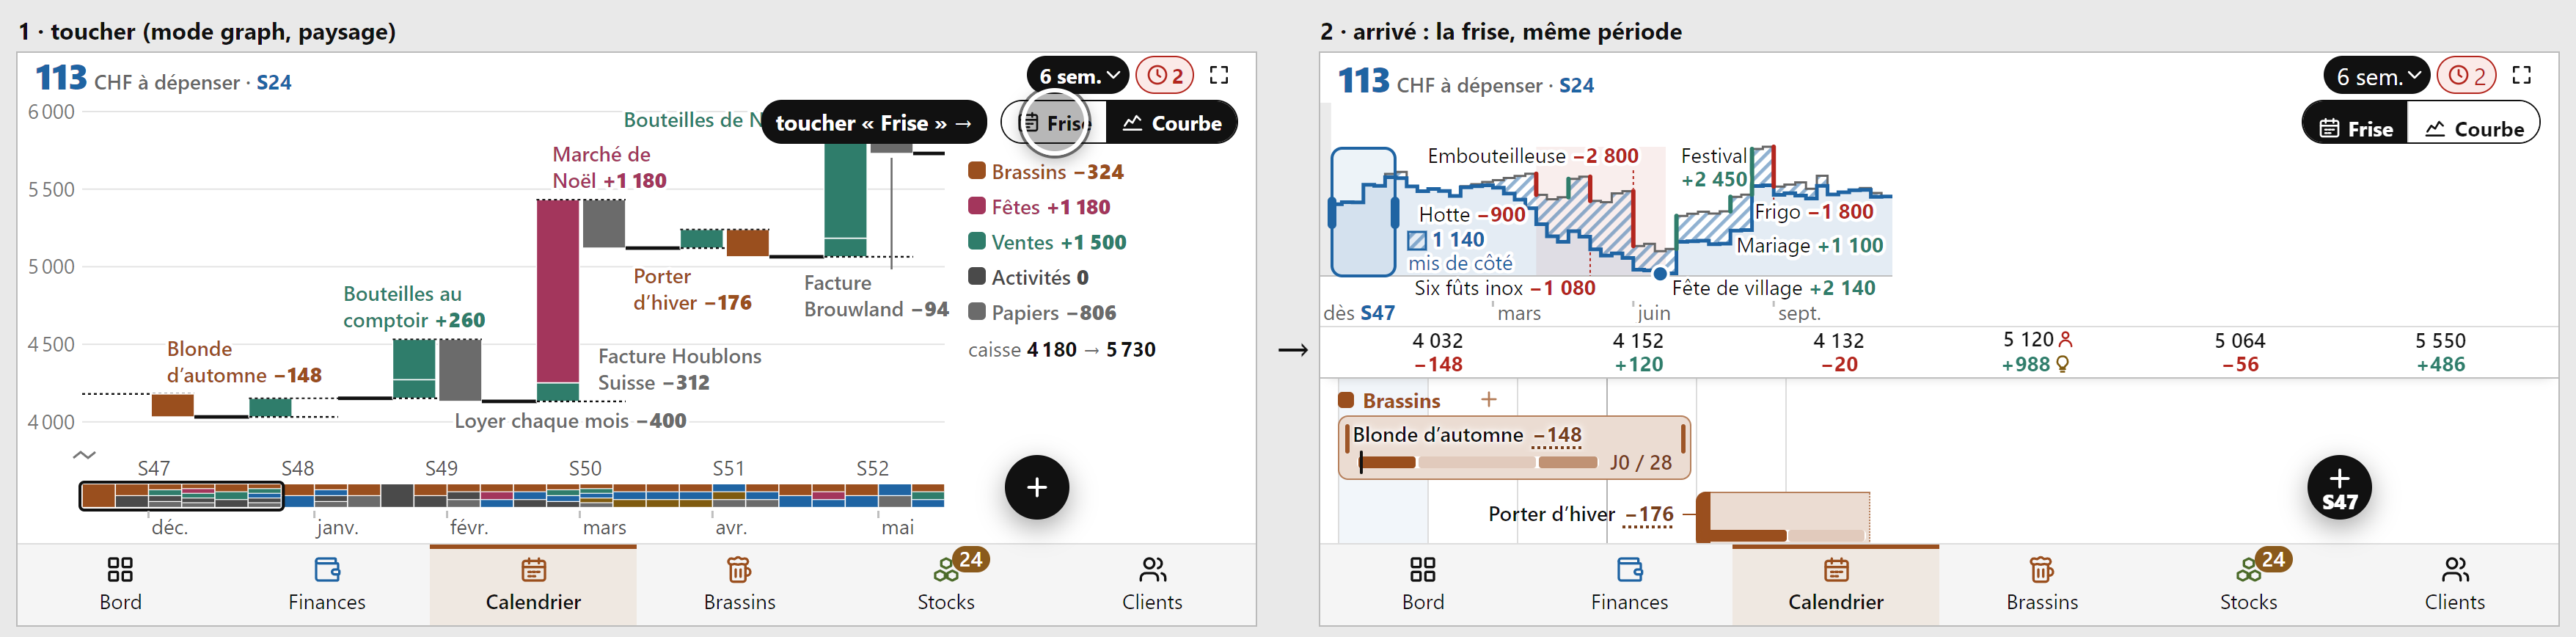 1 · toucher (mode graph, paysage)
113 CHF à dépenser · S24
6 sem.
2
6 000
5 500
5 000
4 500
4 000
Bouteilles de N
toucher « Frise » →
Frise
Courbe
Marché de
Noël +1 180
Bouteilles au
comptoir +260
Blonde
d'automne −148
Porter
d'hiver −176
Facture
Brouwland −94
Facture Houblons
Suisse −312
Loyer chaque mois −400
Brassins −324
Fêtes +1 180
Ventes +1 500
Activités 0
Papiers −806
caisse 4 180 → 5 730
S47 S48 S49 S50 S51 S52
déc. janv. févr. mars avr. mai
+
Bord
Finances
Calendrier
Brassins
24
Stocks
Clients
→
2 · arrivé : la frise, même période
113 CHF à dépenser · S24
6 sem.
2
Frise
Courbe
Embouteilleuse −2 800
Festival
+2 450
Hotte −900
Frigo −1 800
1 140
mis de côté
Mariage +1 100
Six fûts inox −1 080
Fête de village +2 140
dès S47 mars juin sept.
4 032 4 152 4 132 5 120 5 064 5 550
−148 +120 −20 +988 −56 +486
Brassins +
Blonde d'automne −148
J0 / 28
Porter d'hiver −176
+
S47
Bord
Finances
Calendrier
Brassins
24
Stocks
Clients